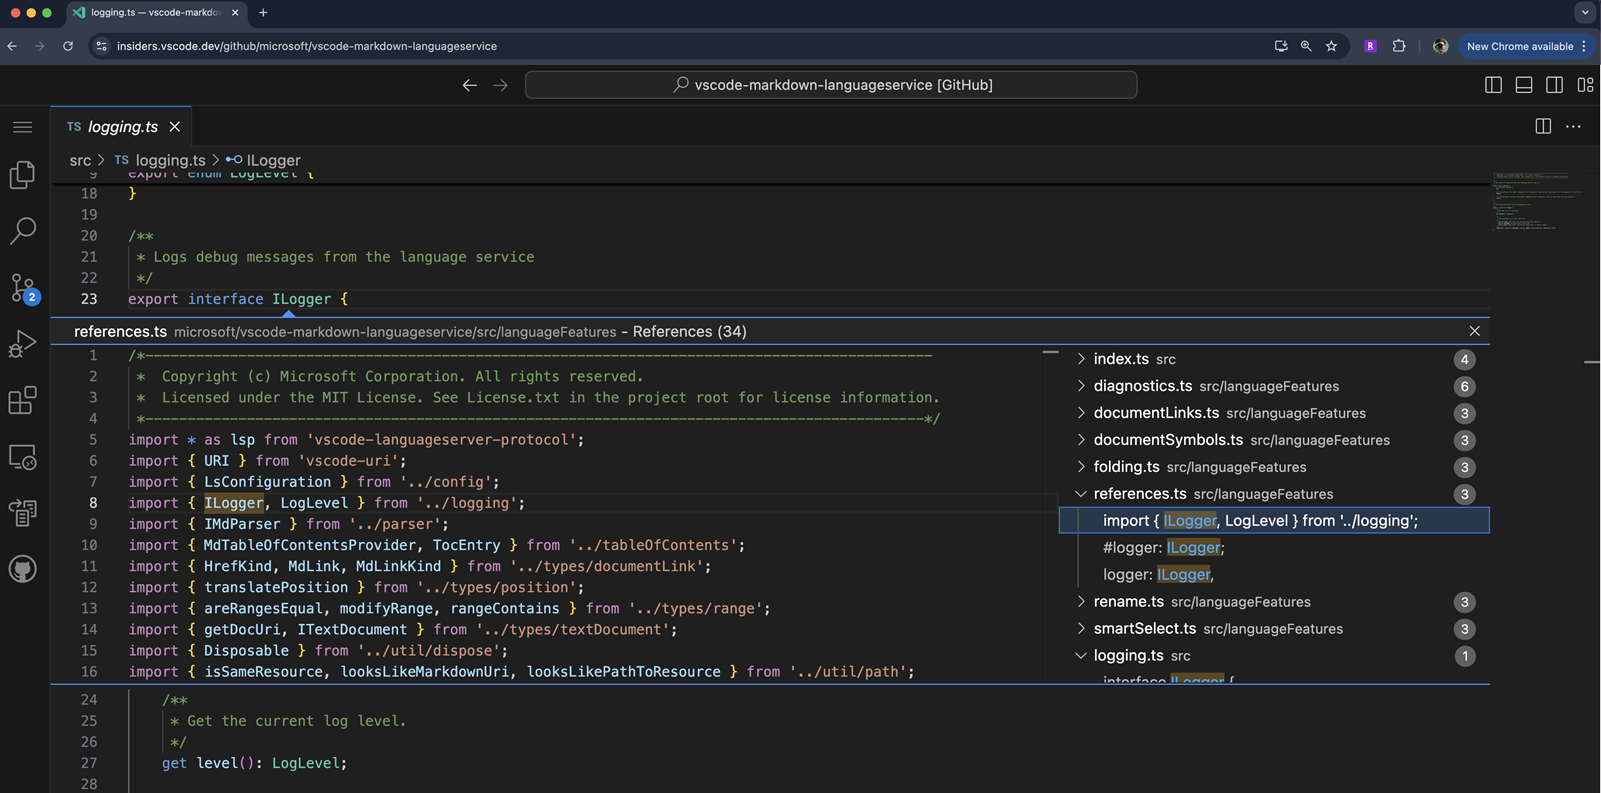 logging.ts — vscode-markdo
insiders.vscode.dev/github/microsoft/vscode-markdown-languageservice
R
New Chrome available
vscode-markdown-languageservice [GitHub]
TS logging.ts
src > TS logging.ts > ILogger
9 export enum LogLevel {
18 }
19
20 /**
21 * Logs debug messages from the language service
22 */
23 export interface ILogger {
2
references.ts microsoft/vscode-markdown-languageservice/src/languageFeatures - References (34)
1 /*---------------------------------------------------------------------------------------------
2 * Copyright (c) Microsoft Corporation. All rights reserved.
3 * Licensed under the MIT License. See License.txt in the project root for license information.
4 *--------------------------------------------------------------------------------------------*/
5 import * as lsp from 'vscode-languageserver-protocol';
6 import { URI } from 'vscode-uri';
7 import { LsConfiguration } from '../config';
8 import { ILogger, LogLevel } from '../logging';
9 import { IMdParser } from '../parser';
10 import { MdTableOfContentsProvider, TocEntry } from '../tableOfContents';
11 import { HrefKind, MdLink, MdLinkKind } from '../types/documentLink';
12 import { translatePosition } from '../types/position';
13 import { areRangesEqual, modifyRange, rangeContains } from '../types/range';
14 import { getDocUri, ITextDocument } from '../types/textDocument';
15 import { Disposable } from '../util/dispose';
16 import { isSameResource, looksLikeMarkdownUri, looksLikePathToResource } from '../util/path';
index.ts src 4
diagnostics.ts src/languageFeatures 6
documentLinks.ts src/languageFeatures 3
documentSymbols.ts src/languageFeatures 3
folding.ts src/languageFeatures 3
references.ts src/languageFeatures 3
import { ILogger, LogLevel } from '../logging';
#logger: ILogger;
logger: ILogger,
rename.ts src/languageFeatures 3
smartSelect.ts src/languageFeatures 3
logging.ts src 1
interface ILogger {
24 /**
25 * Get the current log level.
26 */
27 get level(): LogLevel;
28